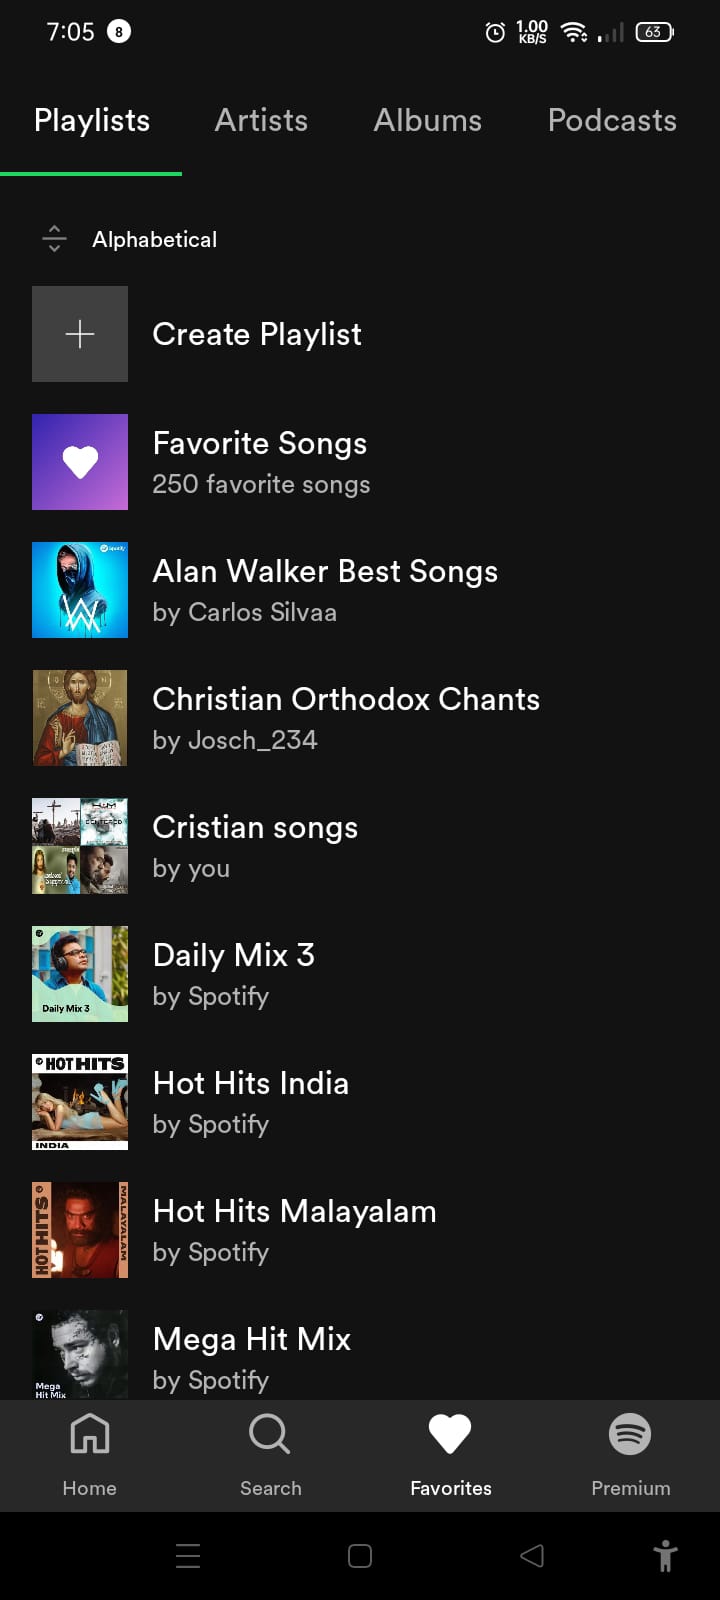 7:05 8 1.00 KB/S 63
Playlists Artists Albums Podcasts
Alphabetical
Create Playlist
Favorite Songs
250 favorite songs
Spotify
Alan Walker Best Songs
by Carlos Silvaa
Christian Orthodox Chants
by Josch_234
Cristian songs
by you
Daily Mix 3
Daily Mix 3
by Spotify
HOT HITS
INDIA
Hot Hits India
by Spotify
HOT HITS
MALAYALAM
Hot Hits Malayalam
by Spotify
Mega
Hit Mix
Mega Hit Mix
by Spotify
Home Search Favorites Premium